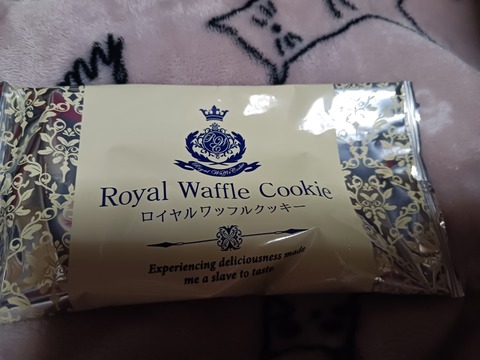 Royal Waffle Cookie
ロイヤルワッフルクッキー
Experiencing deliciousness made
me a slave to taste